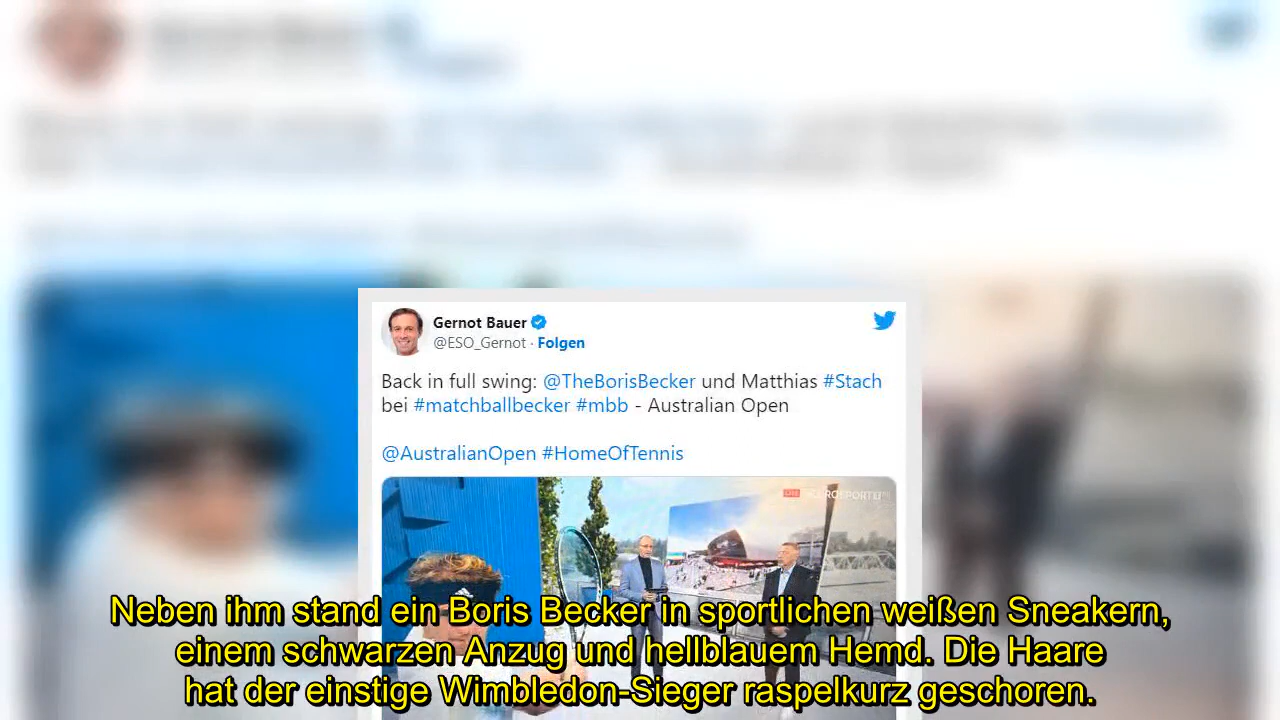 Gernot Bauer
@ESO_Gernot · Folgen
Back in full swing: @TheBorisBecker und Matthias #Stach
bei #matchballbecker #mbb - Australian Open
@AustralianOpen #HomeOfTennis
LIVE
Neben ihm stand ein Boris Becker in sportlichen weißen Sneakern,
einem schwarzen Anzug und hellblauem Hemd. Die Haare
hat der einstige Wimbledon-Sieger raspelkurz geschoren.